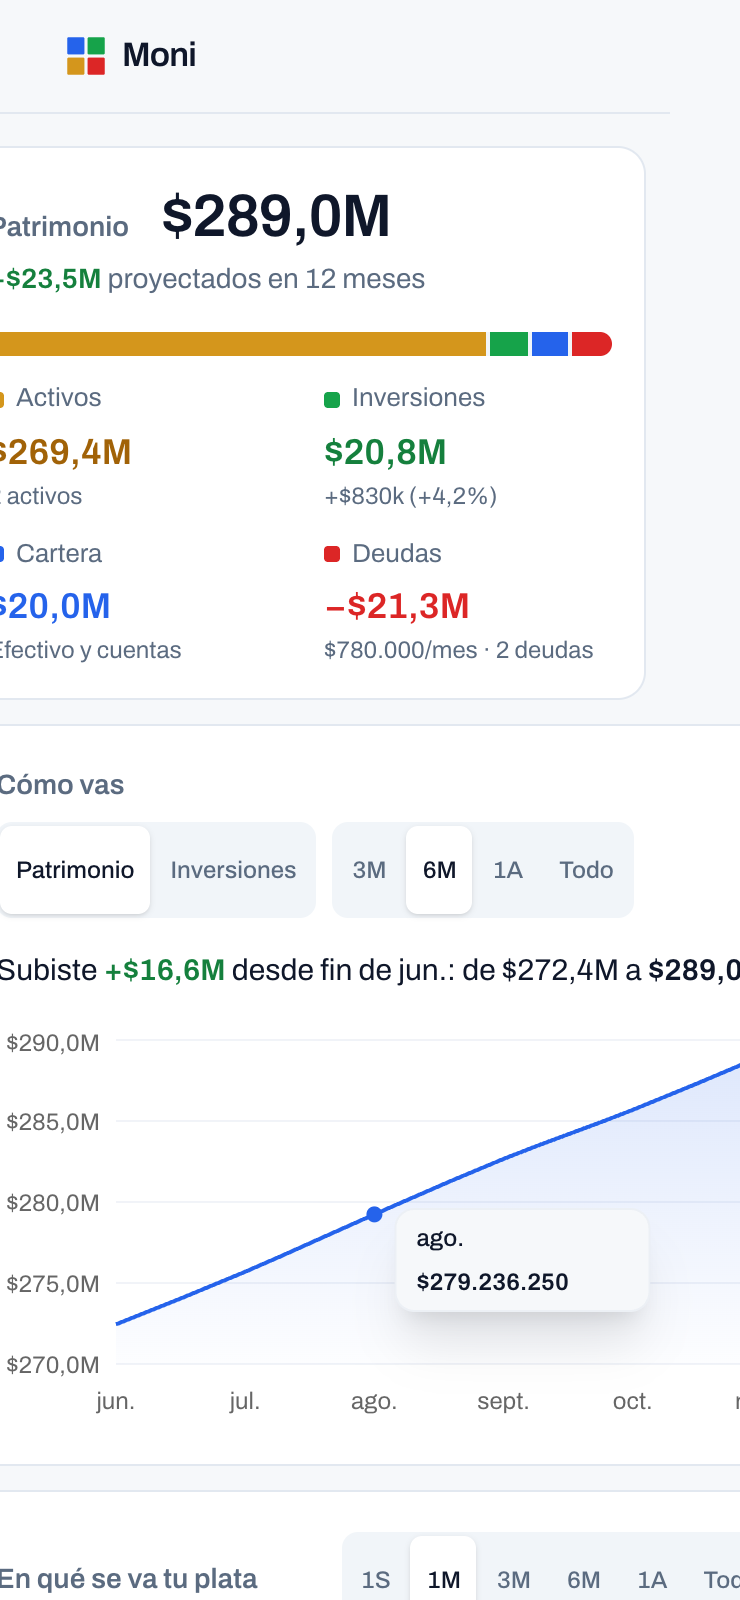 Moni
Patrimonio $289,0M
+$23,5M proyectados en 12 meses
Activos
Inversiones
$269,4M
$20,8M
activos
+$830k (+4,2%)
Cartera
Deudas
$20,0M
−$21,3M
Efectivo y cuentas
$780.000/mes · 2 deudas
Cómo vas
Patrimonio Inversiones 3M 6M 1A Todo
Subiste +$16,6M desde fin de jun.: de $272,4M a $289,0
$290,0M
$285,0M
$280,0M
ago.
$279.236.250
$275,0M
$270,0M
jun. jul. ago. sept. oct.
En qué se va tu plata 1S 1M 3M 6M 1A Tod